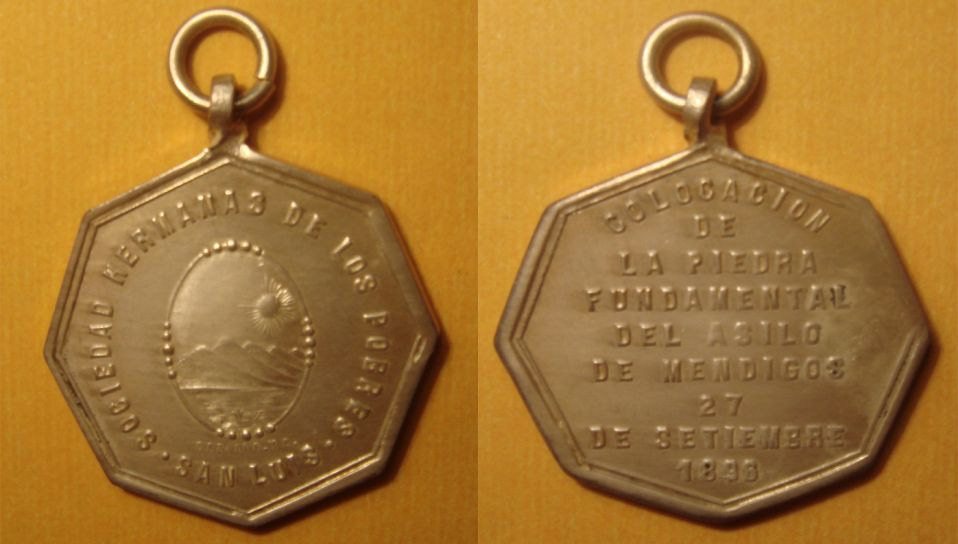 SOCIEDAD HERMANAS DE LOS POBRES
· SAN LUIS ·
COLOCACION
DE
LA PIEDRA
FUNDAMENTAL
DEL ASILO
DE MENDIGOS
27
DE SETIEMBRE
1896